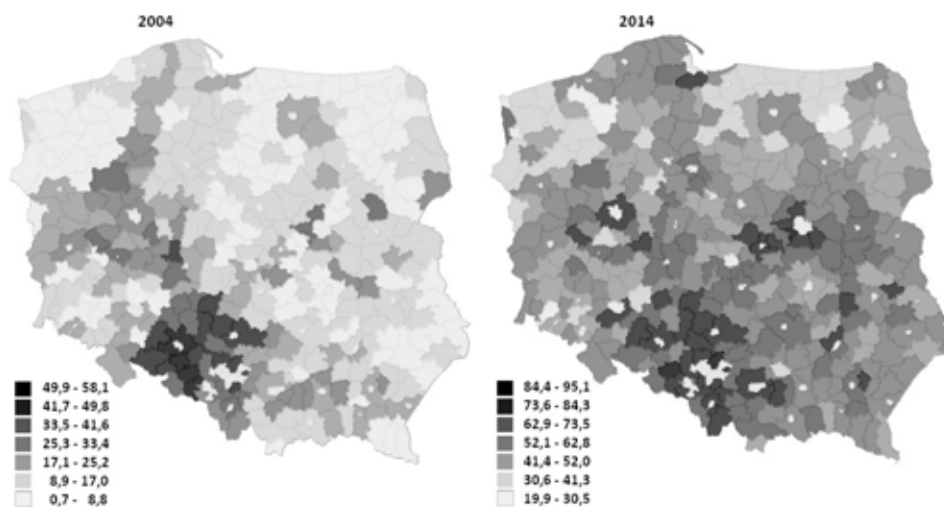 2004
2014
49,9 - 58,1
41,7 - 49,8
33,5 - 41,6
25,3 - 33,4
17,1 - 25,2
8,9 - 17,0
0,7 - 8,8
84,4 - 95,1
73,6 - 84,3
62,9 - 73,5
52,1 - 62,8
41,4 - 52,0
30,6 - 41,3
19,9 - 30,5